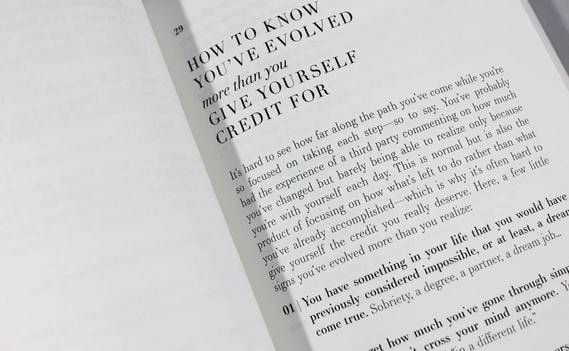 29
HOW TO KNOW
YOU'VE EVOLVED
more than you
GIVE YOURSELF
CREDIT FOR
It's hard to see how far along the path you've come while you're
so focused on taking each step—so to say. You've probably
had the experience of a third party commenting on how much
you've changed but barely being able to realize only because
you're with yourself each day. This is normal but is also the
product of focusing on how what's left to do rather than what
you've already accomplished—which is why it's often hard to
give yourself the credit you really deserve. Here, a few little
signs you've evolved more than you realize:
01 | You have something in your life that you would have
previously considered impossible, or at least, a dream
come true. Sobriety, a degree, a partner, a dream job...
get how much you've gone through
cross your mind anymore.
"in a different life."